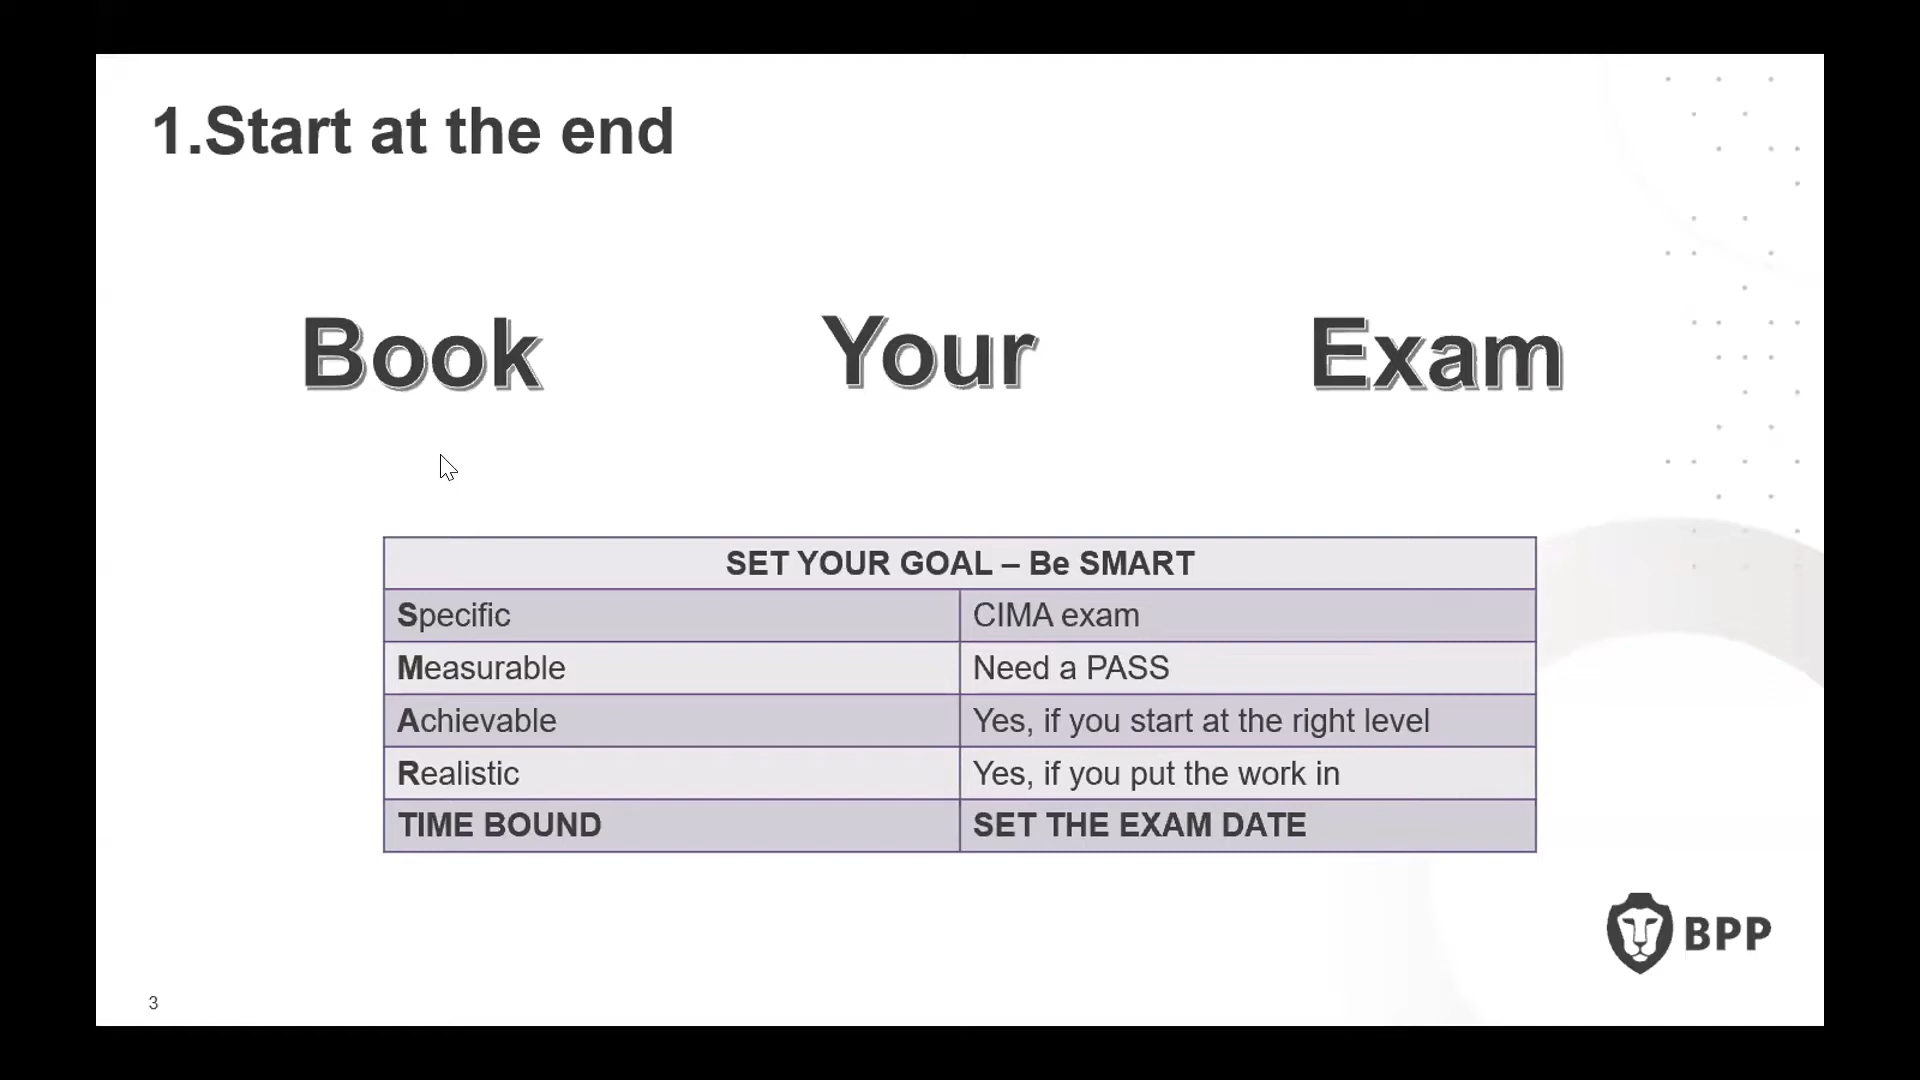 1.Start at the end
Book Your Exam
SET YOUR GOAL – Be SMART
Specific CIMA exam
Measurable Need a PASS
Achievable Yes, if you start at the right level
Realistic Yes, if you put the work in
TIME BOUND SET THE EXAM DATE
BPP
3